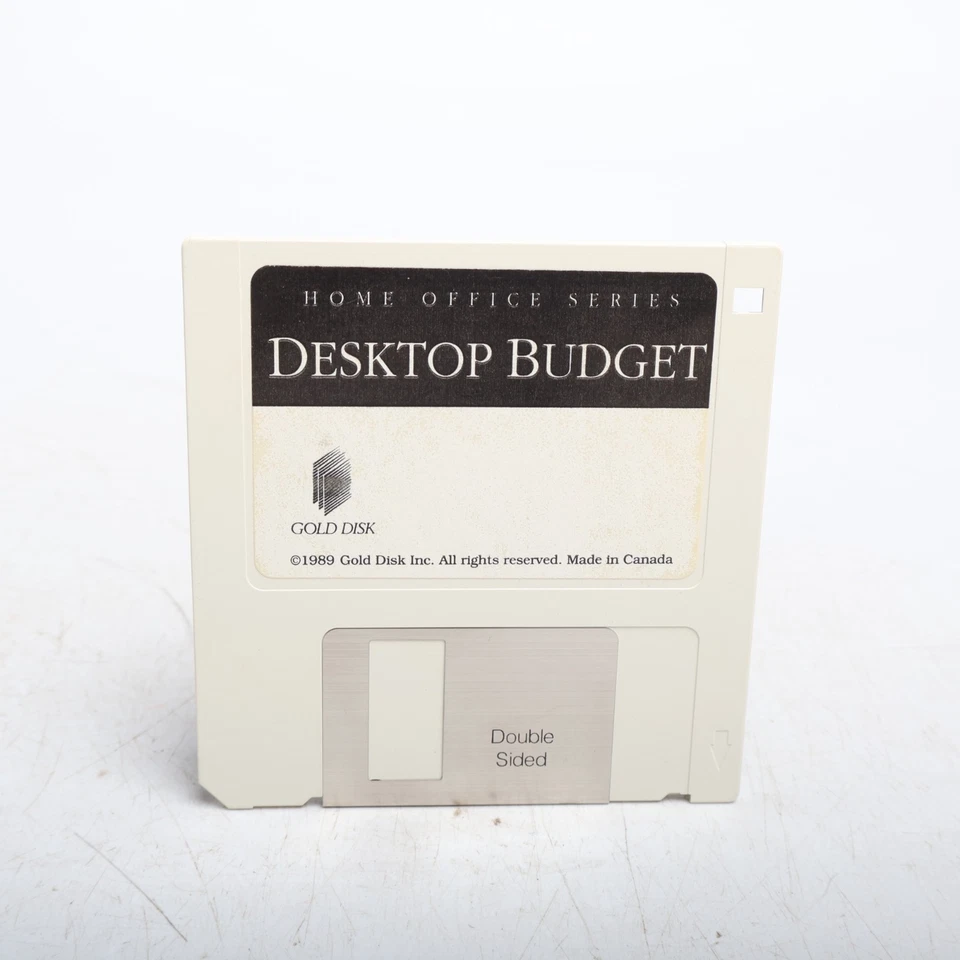 HOME OFFICE SERIES
DESKTOP BUDGET
GOLD DISK
©1989 Gold Disk Inc. All rights reserved. Made in Canada
Double
Sided